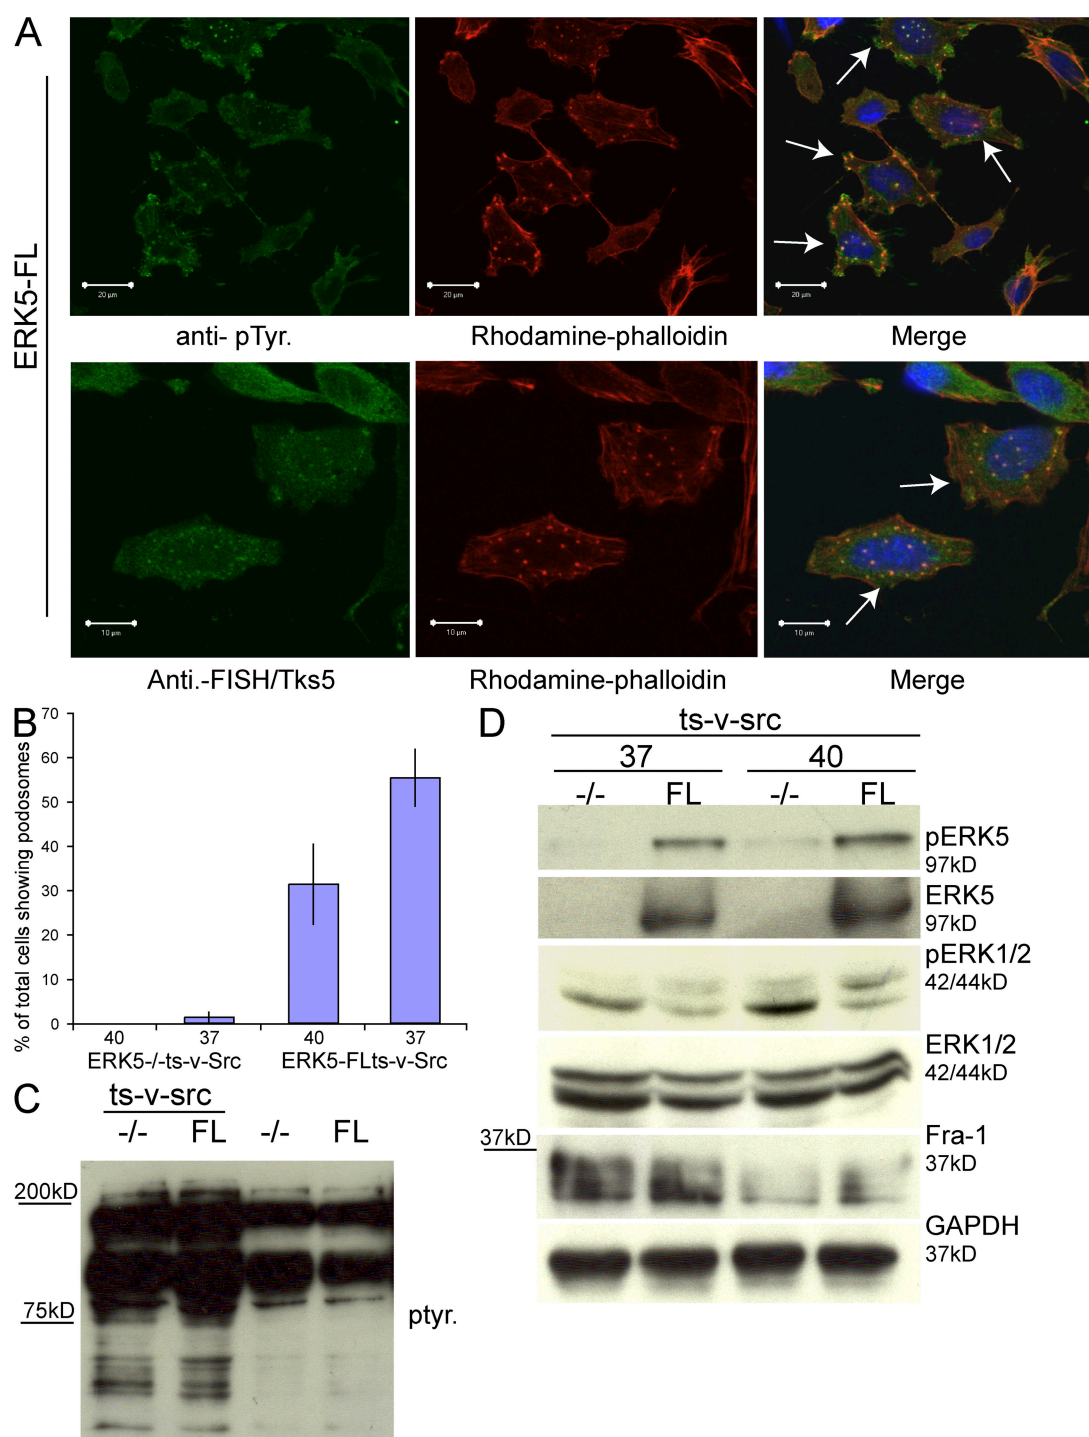 A
ERK5-FL
20 µm
20 µm
20 µm
anti- pTyr.
Rhodamine-phalloidin
Merge
10 µm
10 µm
10 µm
Anti.-FISH/Tks5
Rhodamine-phalloidin
Merge
B
% of total cells showing podosomes
70
60
50
40
30
20
10
0
40
37
40
37
ERK5-/-ts-v-Src
ERK5-FLts-v-Src
C
ts-v-src
-/-
FL
-/-
FL
200kD
75kD
ptyr.
D
ts-v-src
37
40
-/-
FL
-/-
FL
pERK5
97kD
ERK5
97kD
pERK1/2
42/44kD
ERK1/2
42/44kD
37kD
Fra-1
37kD
GAPDH
37kD